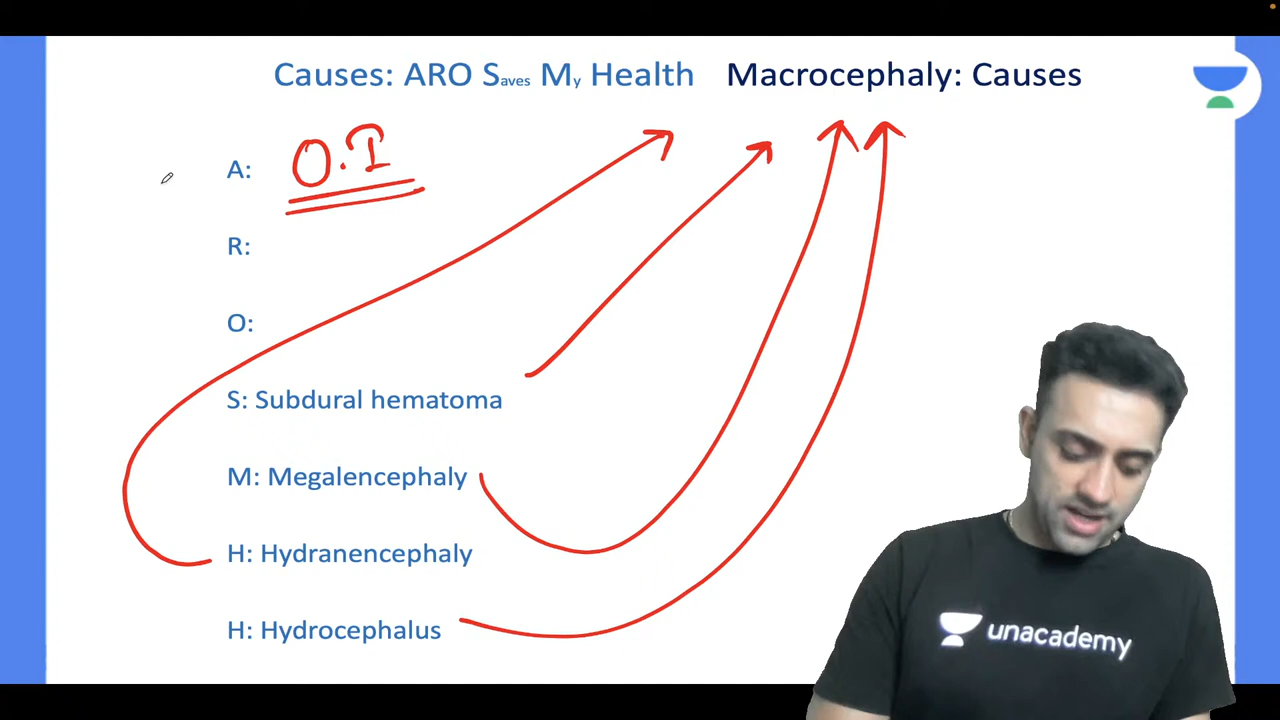 Causes: ARO Saves My Health Macrocephaly: Causes
A: O.I
R:
O:
S: Subdural hematoma
M: Megalencephaly
H: Hydranencephaly
H: Hydrocephalus
unacademy